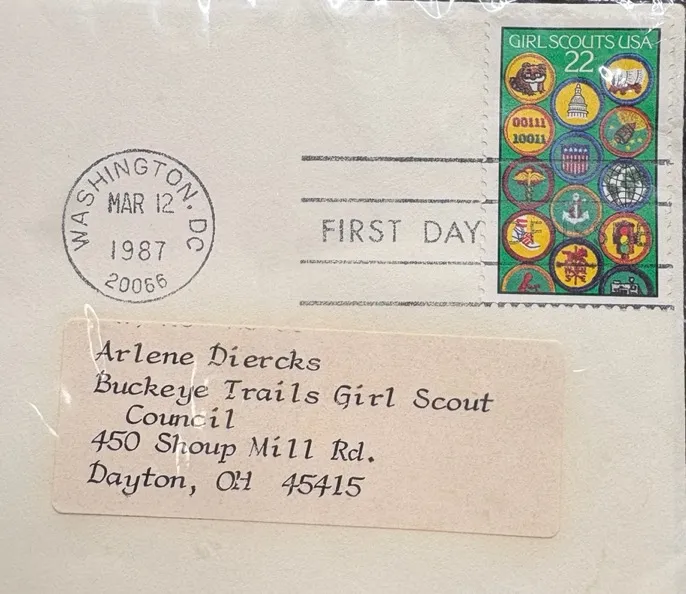 GIRL SCOUTS USA
22
00111
10011
WASHINGTON, DC
MAR 12
1987
20066
FIRST DAY
Arlene Diercks
Buckeye Trails Girl Scout
Council
450 Shoup Mill Rd.
Dayton, OH 45415